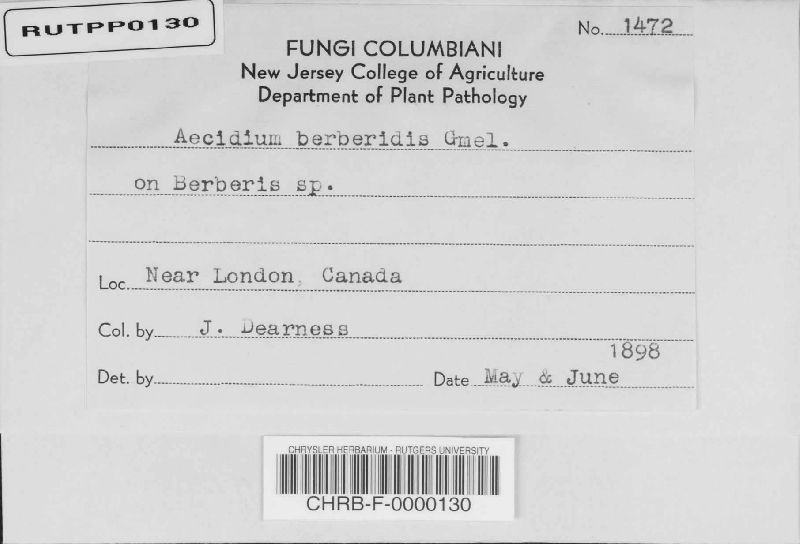 RUTPP0130
No. 1472
FUNGI COLUMBIANI
New Jersey College of Agriculture
Department of Plant Pathology
Aecidium berberidis Gmel.
on Berberis sp.
Loc. Near London, Canada
Col. by J. Dearness
1898
Det. by Date May & June
CHRYSLER HERBARIUM - RUTGERS UNIVERSITY
CHRB-F-0000130